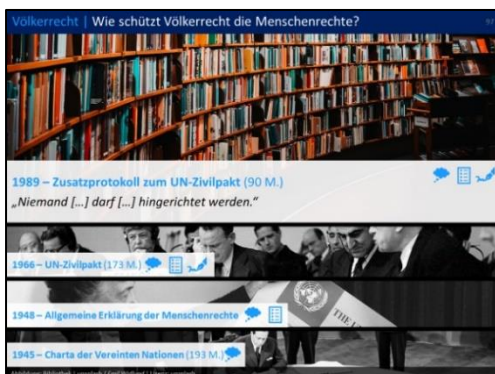 Völkerrecht | Wie schützt Völkerrecht die Menschenrechte?
1989 – Zusatzprotokoll zum UN-Zivilpakt (90 M.)
„Niemand […] darf […] hingerichtet werden.“
1966 – UN-Zivilpakt (173 M.)
1948 – Allgemeine Erklärung der Menschenrechte
1945 – Charta der Vereinten Nationen (193 M.)